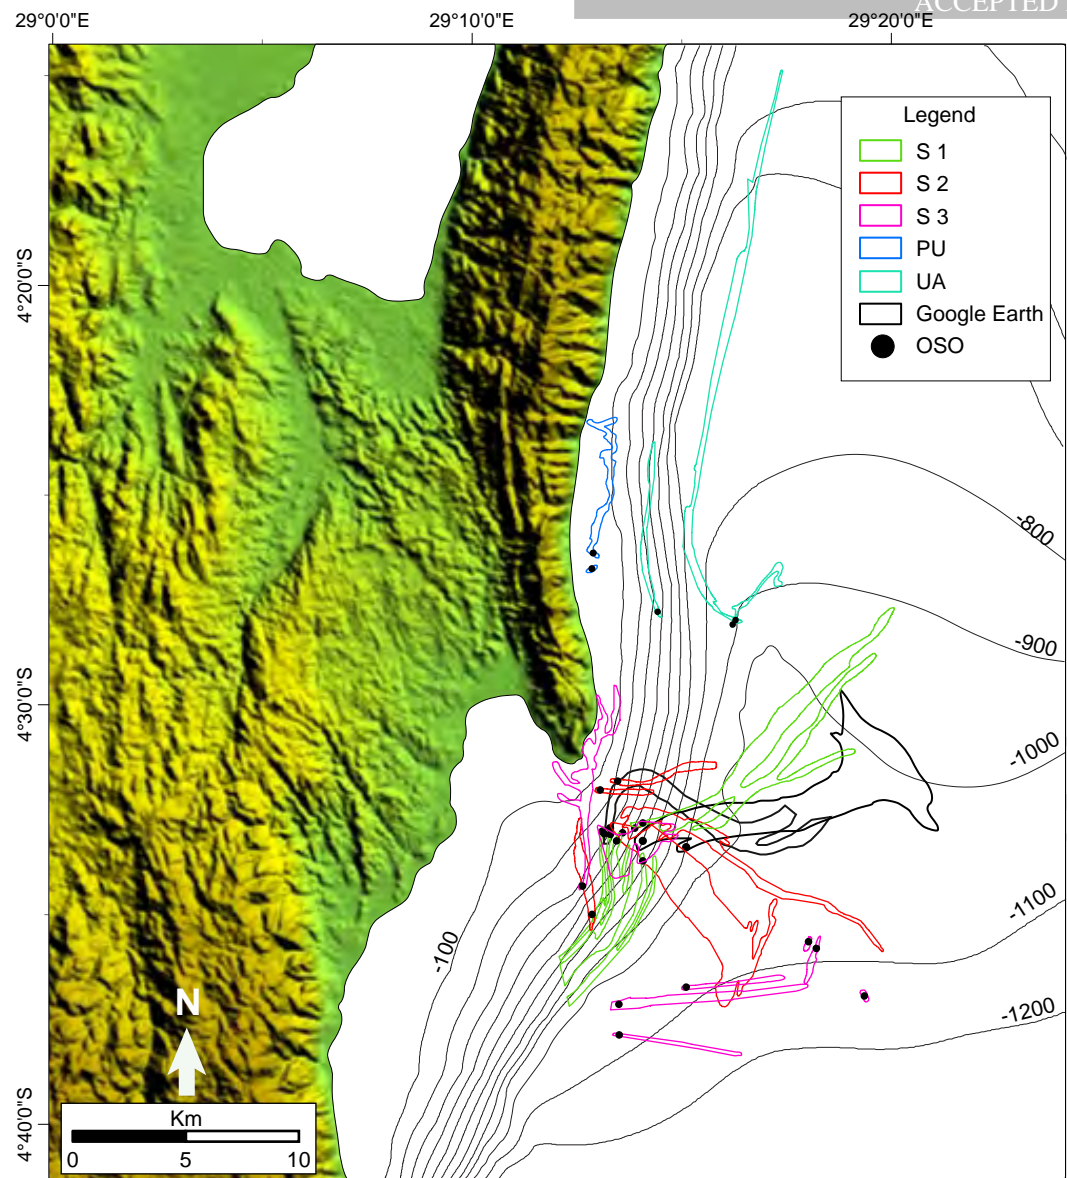 ACCEPTED
29°0'0"E
29°10'0"E
29°20'0"E
Legend
S 1
S 2
S 3
PU
UA
Google Earth
OSO
4°20'0"S
4°30'0"S
4°40'0"S
-800
-900
-1000
-1100
-1200
-100
N
Km
0 5 10